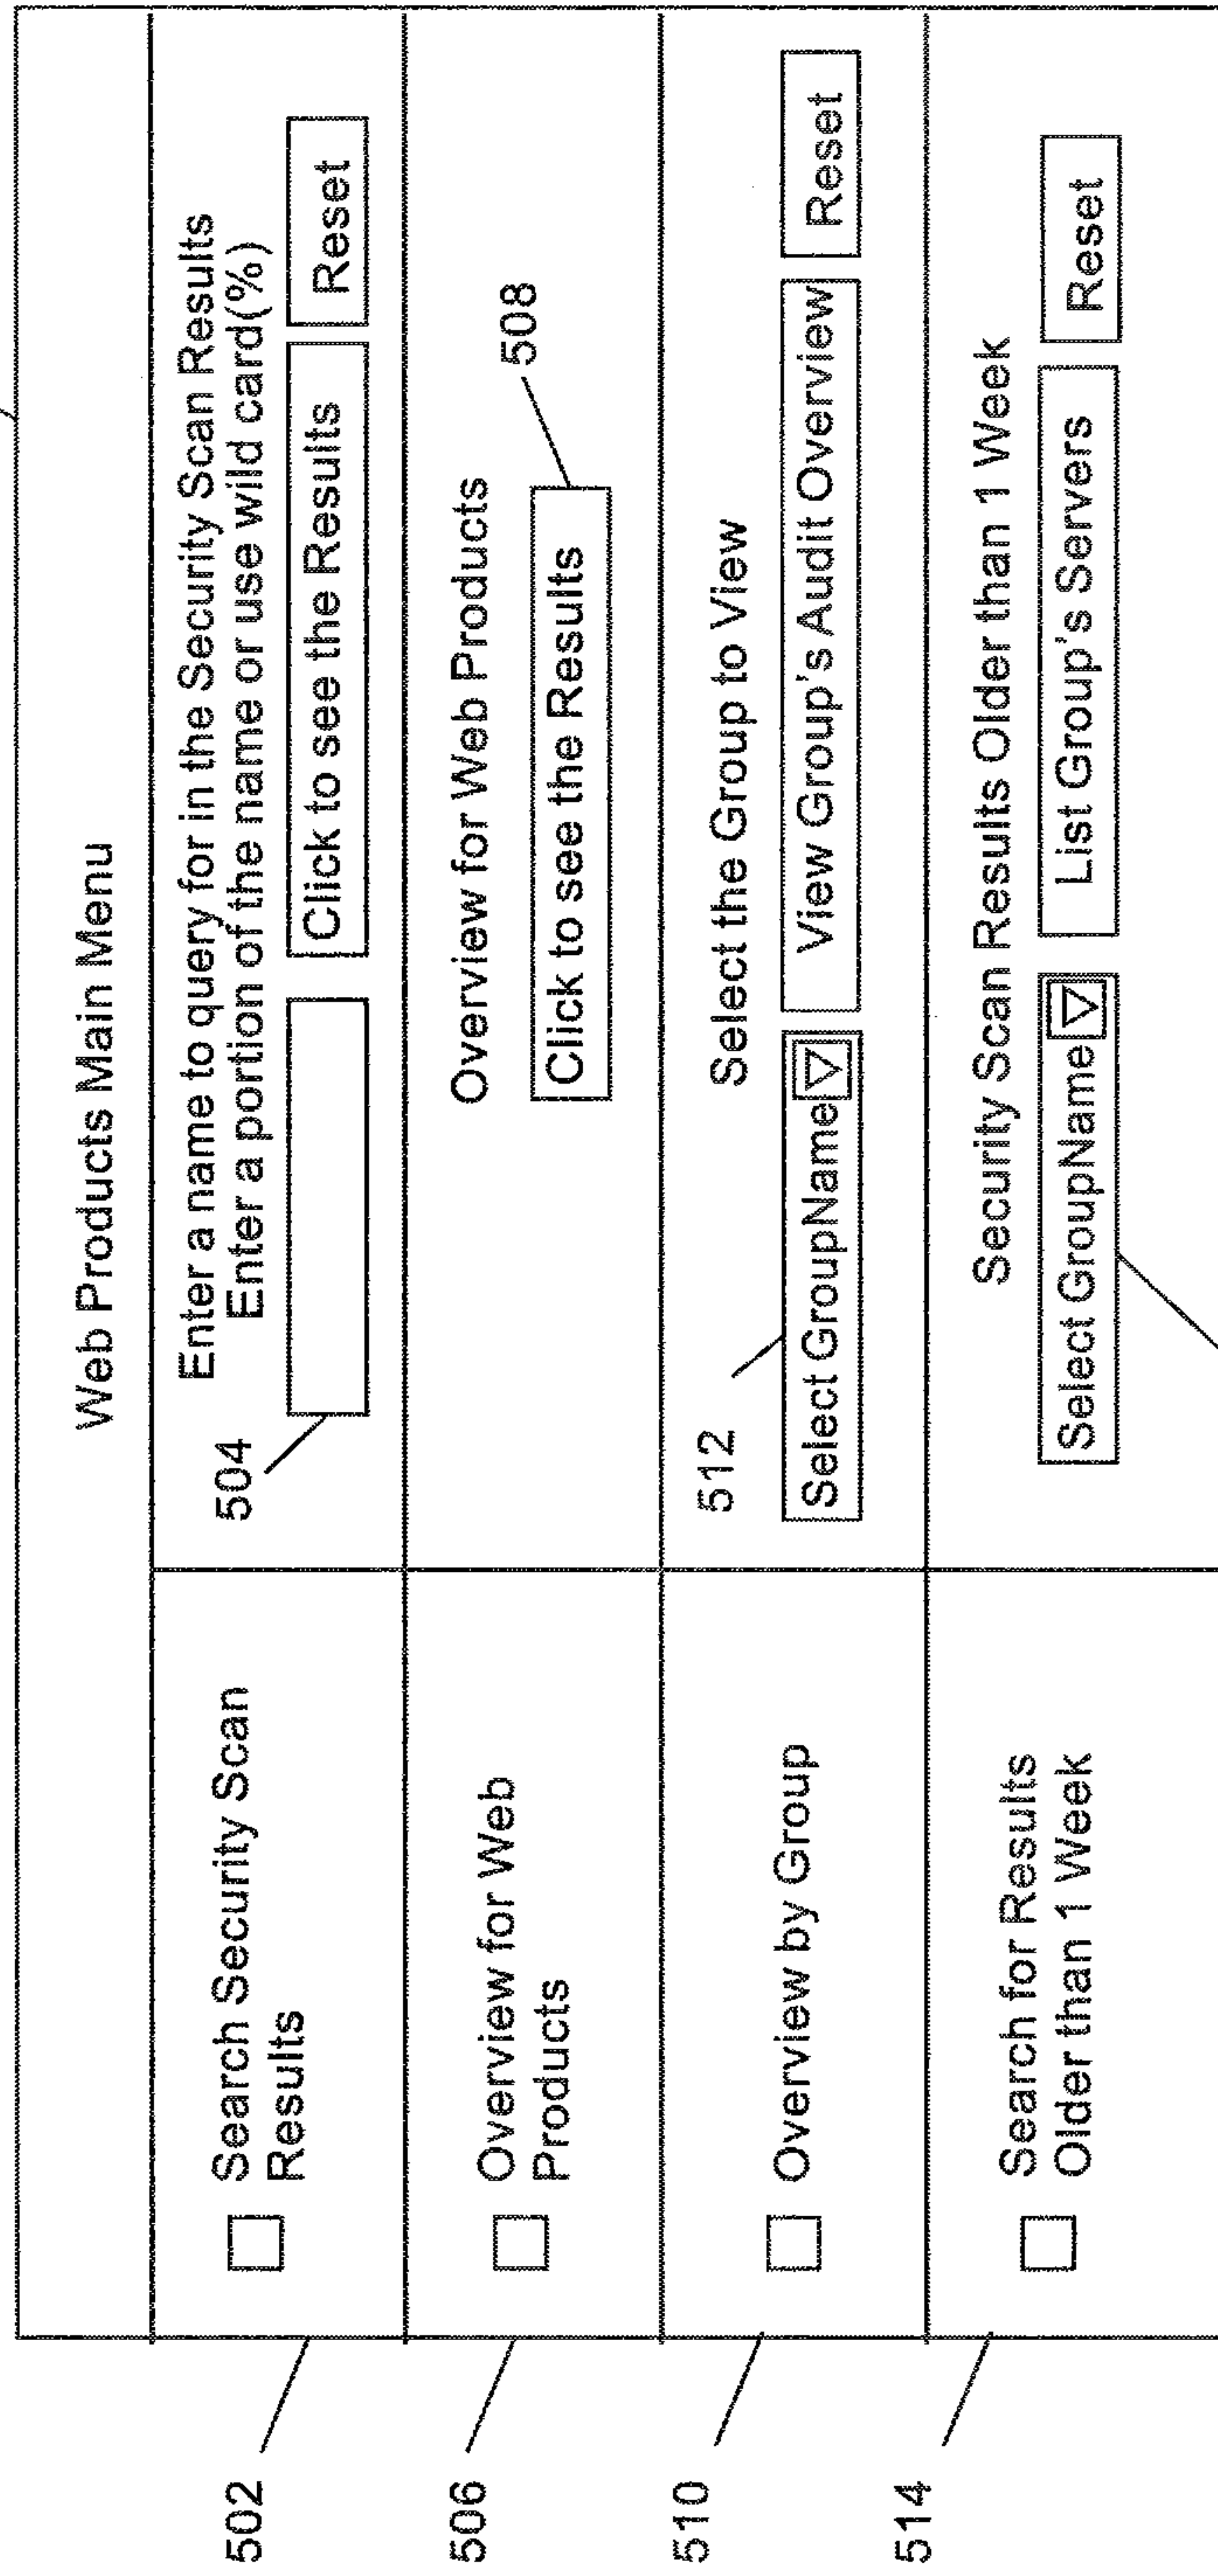 Web Products Main Menu
502
Search Security Scan
Results
Enter a name to query for in the Security Scan Results
Enter a portion of the name or use wild card(%)
504
Click to see the Results
Reset
506
Overview for Web
Products
Overview for Web Products
Click to see the Results
508
510
Overview by Group
Select the Group to View
512
Select GroupName
View Group's Audit Overview
Reset
514
Search for Results
Older than 1 Week
Security Scan Results Older than 1 Week
Select GroupName
List Group's Servers
Reset